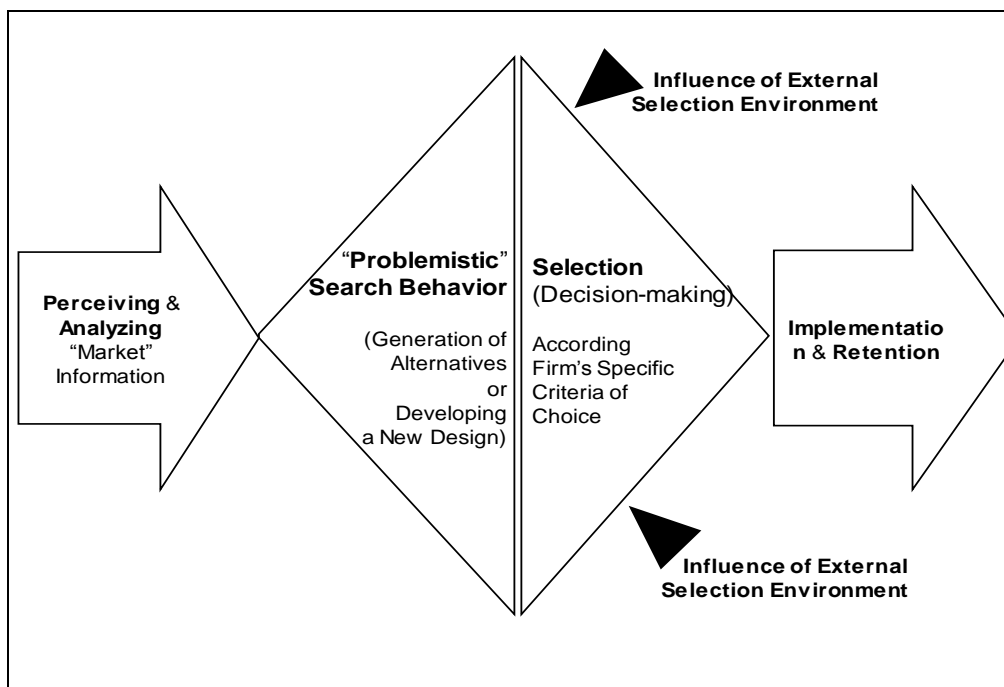 Perceiving &
Analyzing
“Market”
Information
“Problemistic”
Search Behavior
(Generation of
Alternatives
or
Developing
a New Design)
Selection
(Decision-making)
According
Firm’s Specific
Criteria of
Choice
Influence of External
Selection Environment
Implementatio
n & Retention
Influence of External
Selection Environment